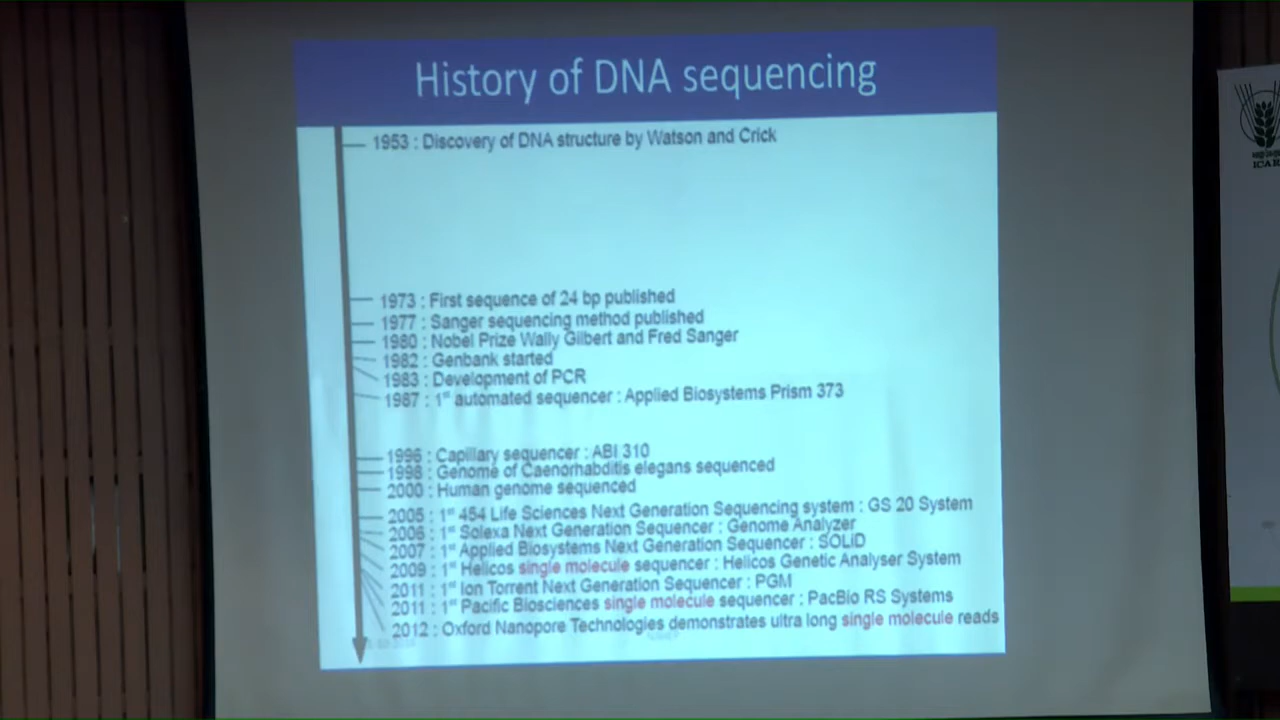 History of DNA sequencing
1953 : Discovery of DNA structure by Watson and Crick
1973 : First sequence of 24 bp published
1977 : Sanger sequencing method published
1980 : Nobel Prize Wally Gilbert and Fred Sanger
1982 : Genbank started
1983 : Development of PCR
1987 : 1st automated sequencer : Applied Biosystems Prism 373
1996 : Capillary sequencer : ABI 310
1998 : Genome of Caenorhabditis elegans sequenced
2000 : Human genome sequenced
2005 : 1st 454 Life Sciences Next Generation Sequencing system : GS 20 System
2006 : 1st Solexa Next Generation Sequencer : Genome Analyzer
2007 : 1st Applied Biosystems Next Generation Sequencer : SOLiD
2009 : 1st Helicos single molecule sequencer : Helicos Genetic Analyser System
2011 : 1st Ion Torrent Next Generation Sequencer : PGM
2011 : 1st Pacific Biosciences single molecule sequencer : PacBio RS Systems
2012 : Oxford Nanopore Technologies demonstrates ultra long single molecule reads
ICAR